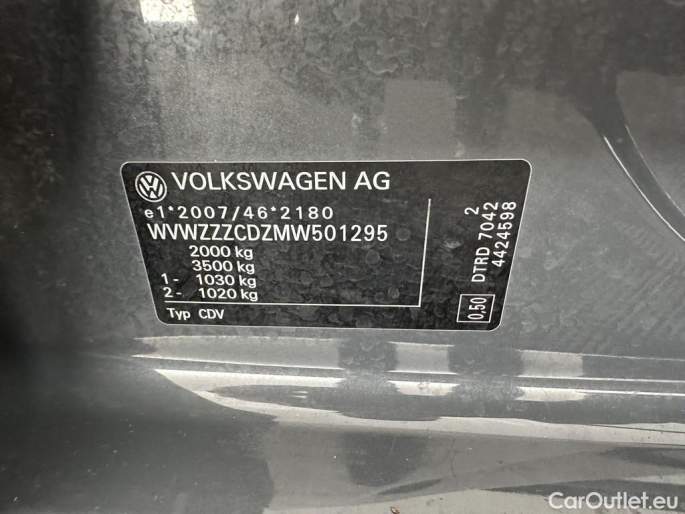 VOLKSWAGEN AG
e1*2007/46*2180
WVWZZZCDZMW501295
2000 kg
3500 kg
1- 1030 kg
2- 1020 kg
Typ CDV
2
DTRD 7042
4424598
0,50
CarOutlet.eu